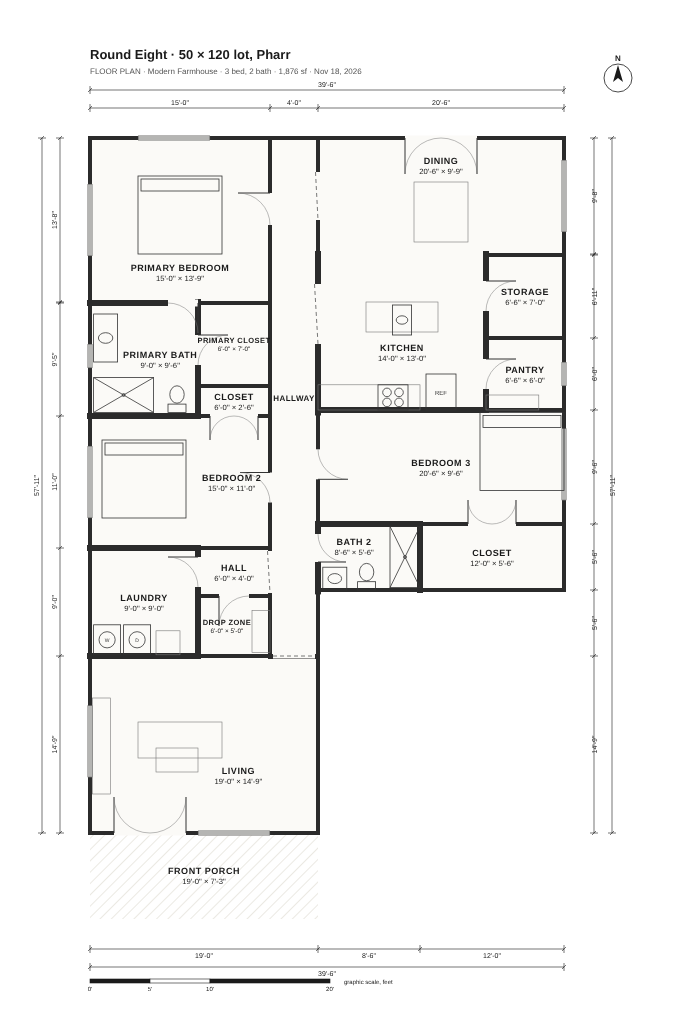 Round Eight · 50 × 120 lot, Pharr
FLOOR PLAN · Modern Farmhouse · 3 bed, 2 bath · 1,876 sf · Nov 18, 2026
N
39'-6"
15'-0"
4'-0"
20'-6"
DINING
20'-6" × 9'-9"
13'-8"
9'-8"
PRIMARY BEDROOM
15'-0" × 13'-9"
STORAGE
6'-6" × 7'-0"
6'-11"
PRIMARY CLOSET
6'-0" × 7'-0"
KITCHEN
14'-0" × 13'-0"
PRIMARY BATH
9'-0" × 9'-6"
9'-5"
PANTRY
6'-6" × 6'-0"
6'-0"
REF
CLOSET
6'-0" × 2'-6"
HALLWAY
BEDROOM 3
20'-6" × 9'-6"
9'-6"
BEDROOM 2
15'-0" × 11'-0"
11'-0"
57'-11"
57'-11"
BATH 2
8'-6" × 5'-6"
CLOSET
12'-0" × 5'-6"
5'-6"
HALL
6'-0" × 4'-0"
LAUNDRY
9'-0" × 9'-0"
9'-0"
DROP ZONE
6'-0" × 5'-0"
5'-6"
W
D
14'-9"
14'-9"
LIVING
19'-0" × 14'-9"
FRONT PORCH
19'-0" × 7'-3"
19'-0"
8'-6"
12'-0"
39'-6"
graphic scale, feet
0'
5'
10'
20'